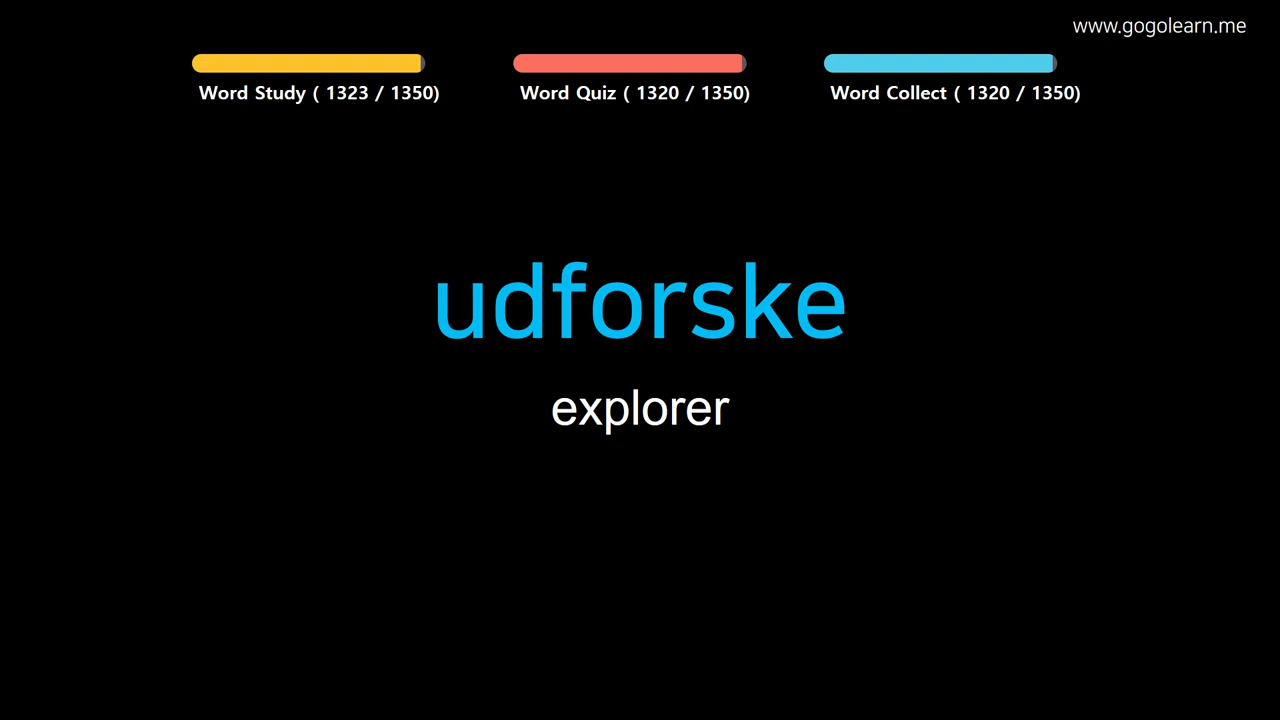 www.gogolearn.me
Word Study ( 1323 / 1350)
Word Quiz ( 1320 / 1350)
Word Collect ( 1320 / 1350)
udforske
explorer